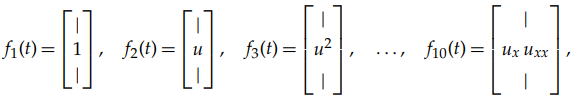 f₁(t) = [ | 1 | ], f₂(t) = [ | u | ], f₃(t) = [ | u² | ], ..., f₁₀(t) = [ | uₓ uₓₓ | ],